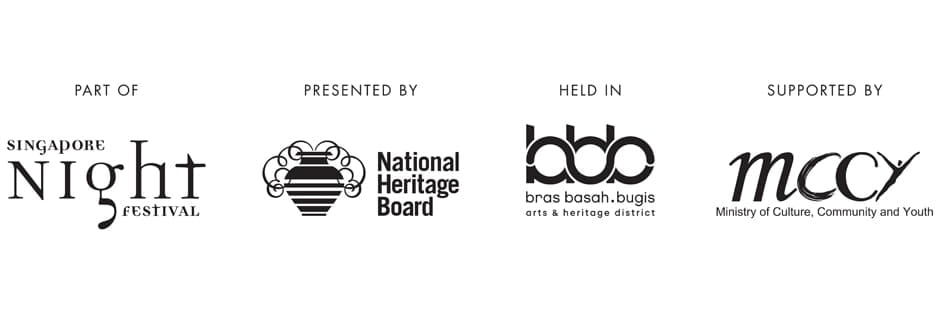 PART OF
SINGAPORE
Night
FESTIVAL
PRESENTED BY
National
Heritage
Board
HELD IN
bbb
bras basah.bugis
arts & heritage district
SUPPORTED BY
mccy
Ministry of Culture, Community and Youth